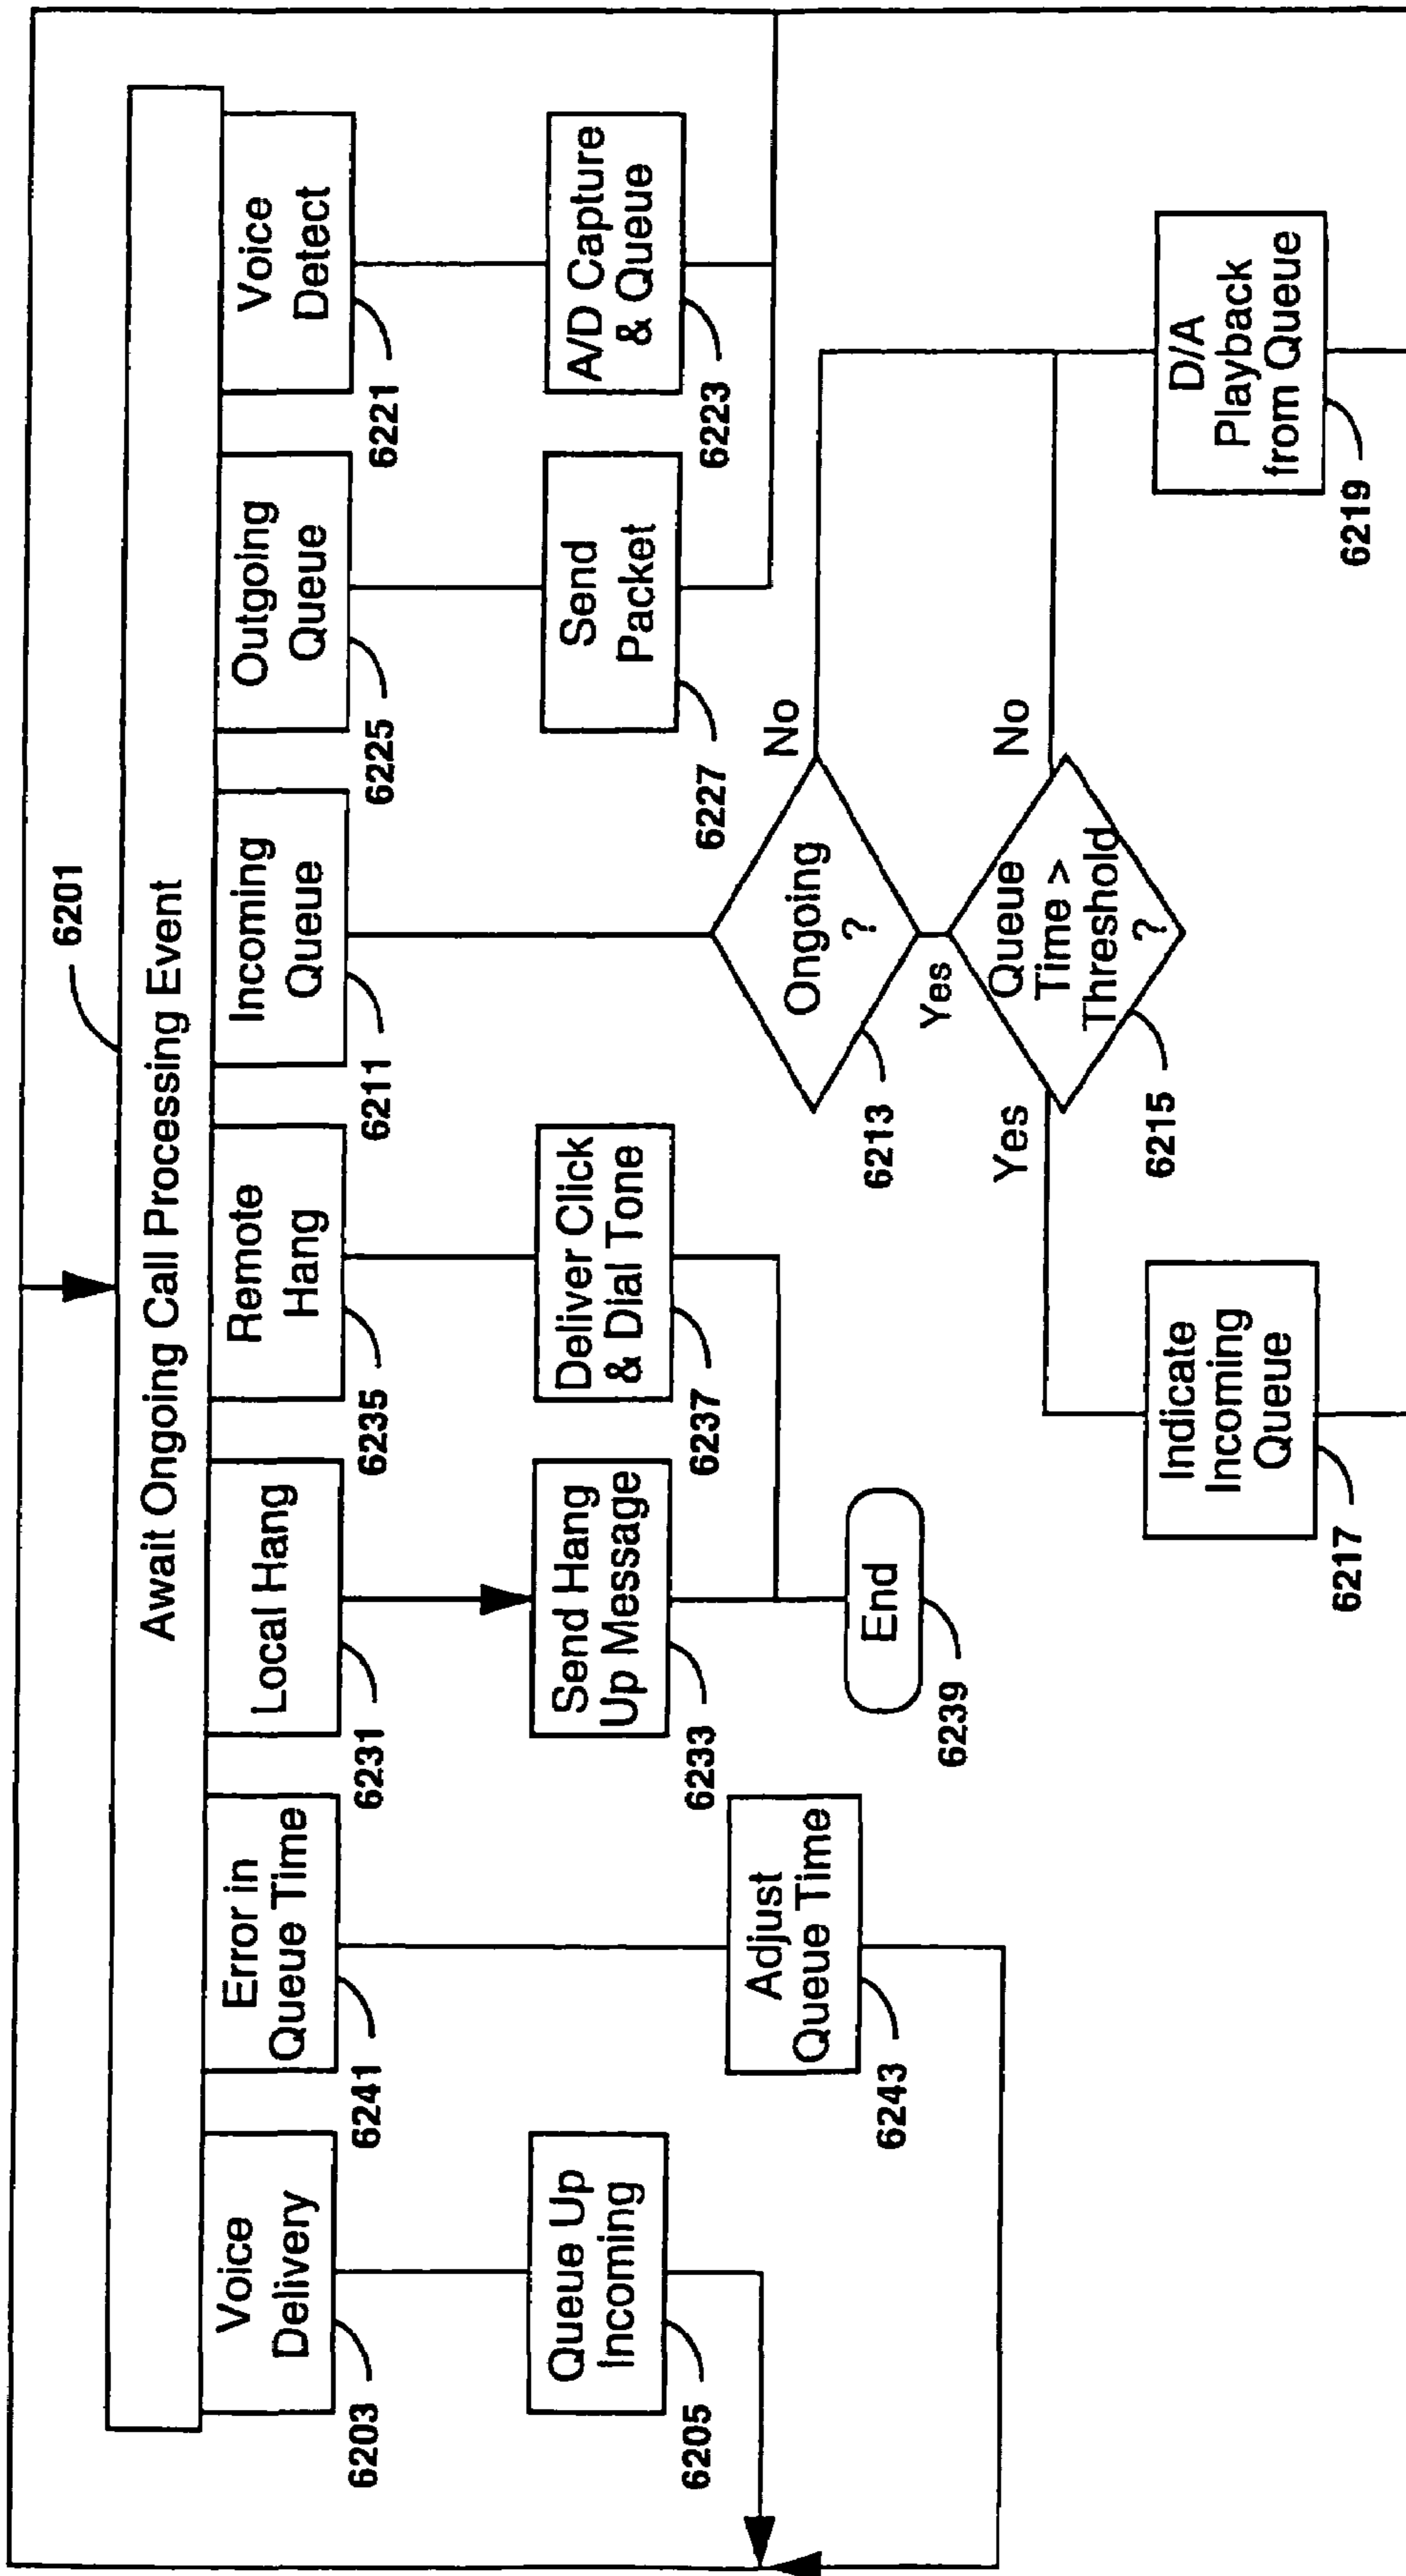 6201
Await Ongoing Call Processing Event
Voice
Delivery
6203
Error in
Queue Time
6241
Local Hang
6231
Remote
Hang
6235
Incoming
Queue
6211
Outgoing
Queue
6225
Voice
Detect
6221
Queue Up
Incoming
6205
Send Hang
Up Message
6233
Deliver Click
& Dial Tone
6237
Send
Packet
6227
A/D Capture
& Queue
6223
Adjust
Queue Time
6243
End
6239
Ongoing
?
6213
No
Yes
Queue
Time >
Threshold
?
6215
Yes
No
Indicate
Incoming
Queue
6217
D/A
Playback
from Queue
6219